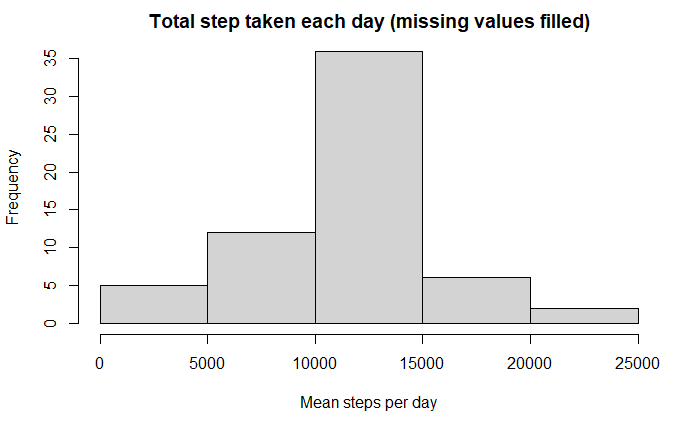 Total step taken each day (missing values filled)
Frequency
35
30
25
20
15
10
5
0
0 5000 10000 15000 20000 25000
Mean steps per day